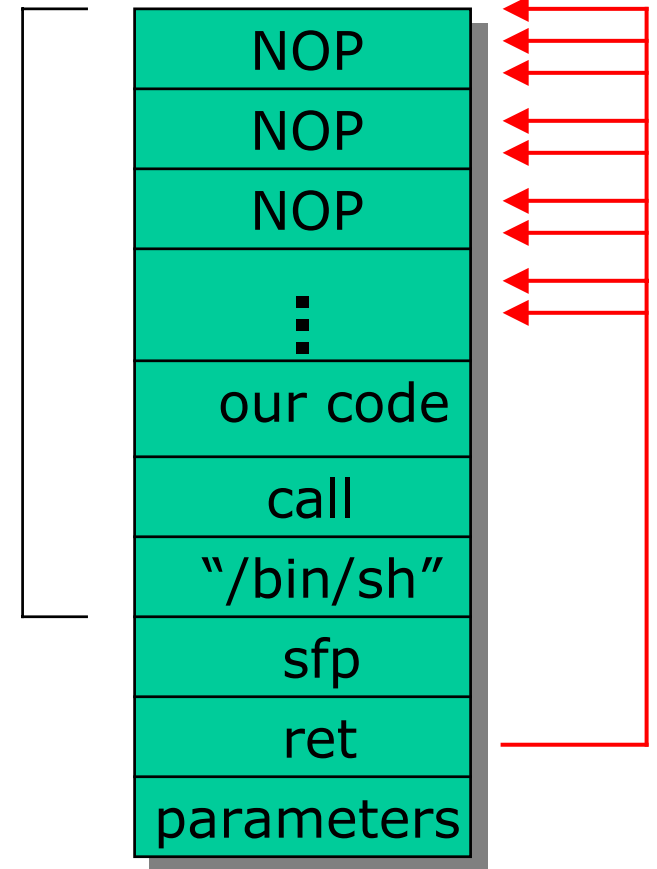 NOP
NOP
NOP
⋮
our code
call
“/bin/sh”
sfp
ret
parameters